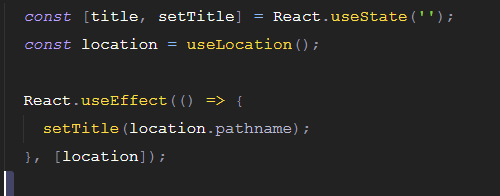 const [title, setTitle] = React.useState('');
const location = useLocation();
React.useEffect(() => {
setTitle(location.pathname);
}, [location]);